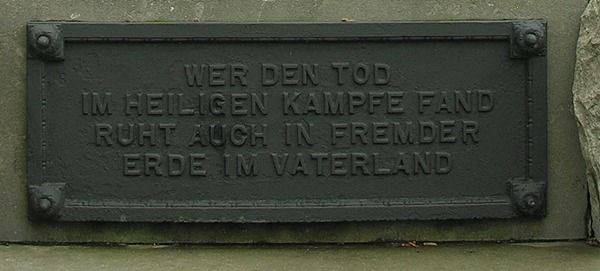 WER DEN TOD
IM HEILIGEN KAMPFE FAND
RUHT AUCH IN FREMDER
ERDE IM VATERLAND